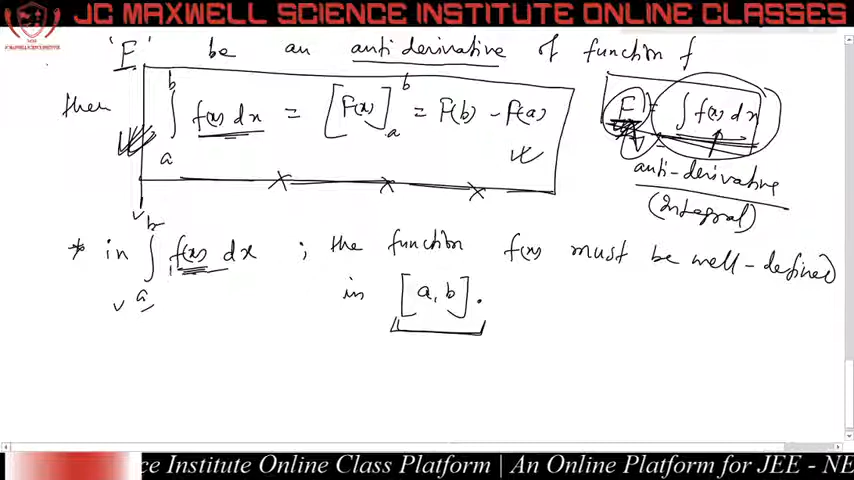 JC MAXWELL SCIENCE INSTITUTE ONLINE CLASSES
'F' be an antiderivative of function f
then ∫_a^b f(x) dx = [F(x)]_a^b = F(b) - F(a)
F = ∫ f(x) dx
anti-derivative
(Integral)
* in ∫_a^b f(x) dx ; the function f(x) must be well-defined
in [a, b].
ce Institute Online Class Platform | An Online Platform for JEE - NE